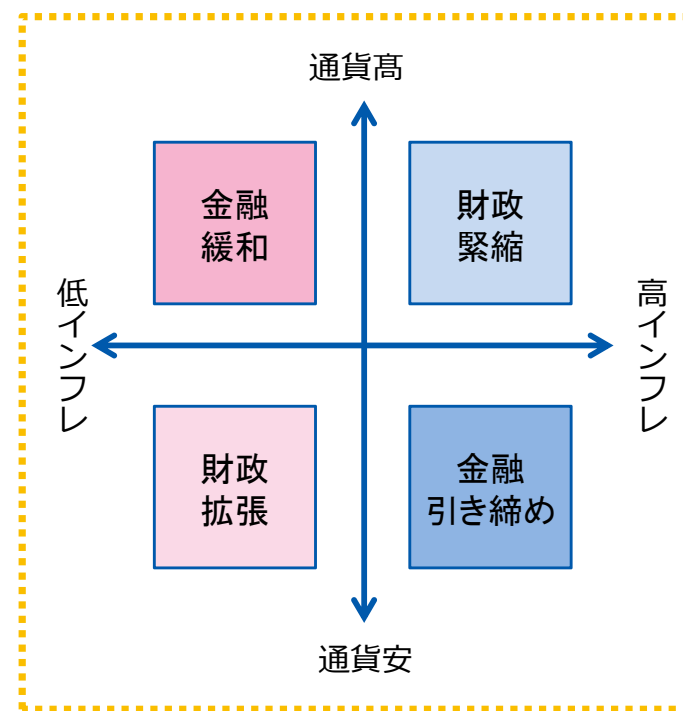 通貨髙
金融
緩和
財政
緊縮
低インフレ
高インフレ
財政
拡張
金融
引き締め
通貨安